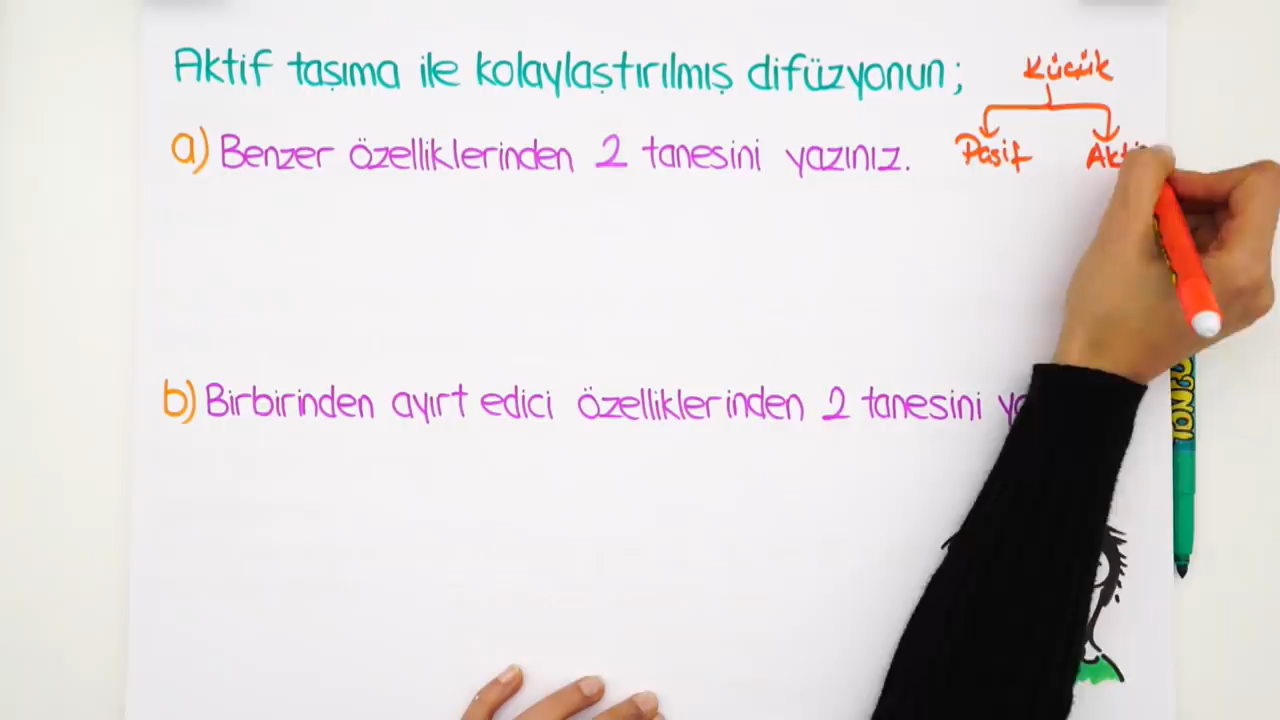 Aktif taşıma ile kolaylaştırılmış difüzyonun;
Küçük
Pasif
a) Benzer özelliklerinden 2 tanesini yazınız.
b) Birbirinden ayırt edici özelliklerinden 2 tanesini